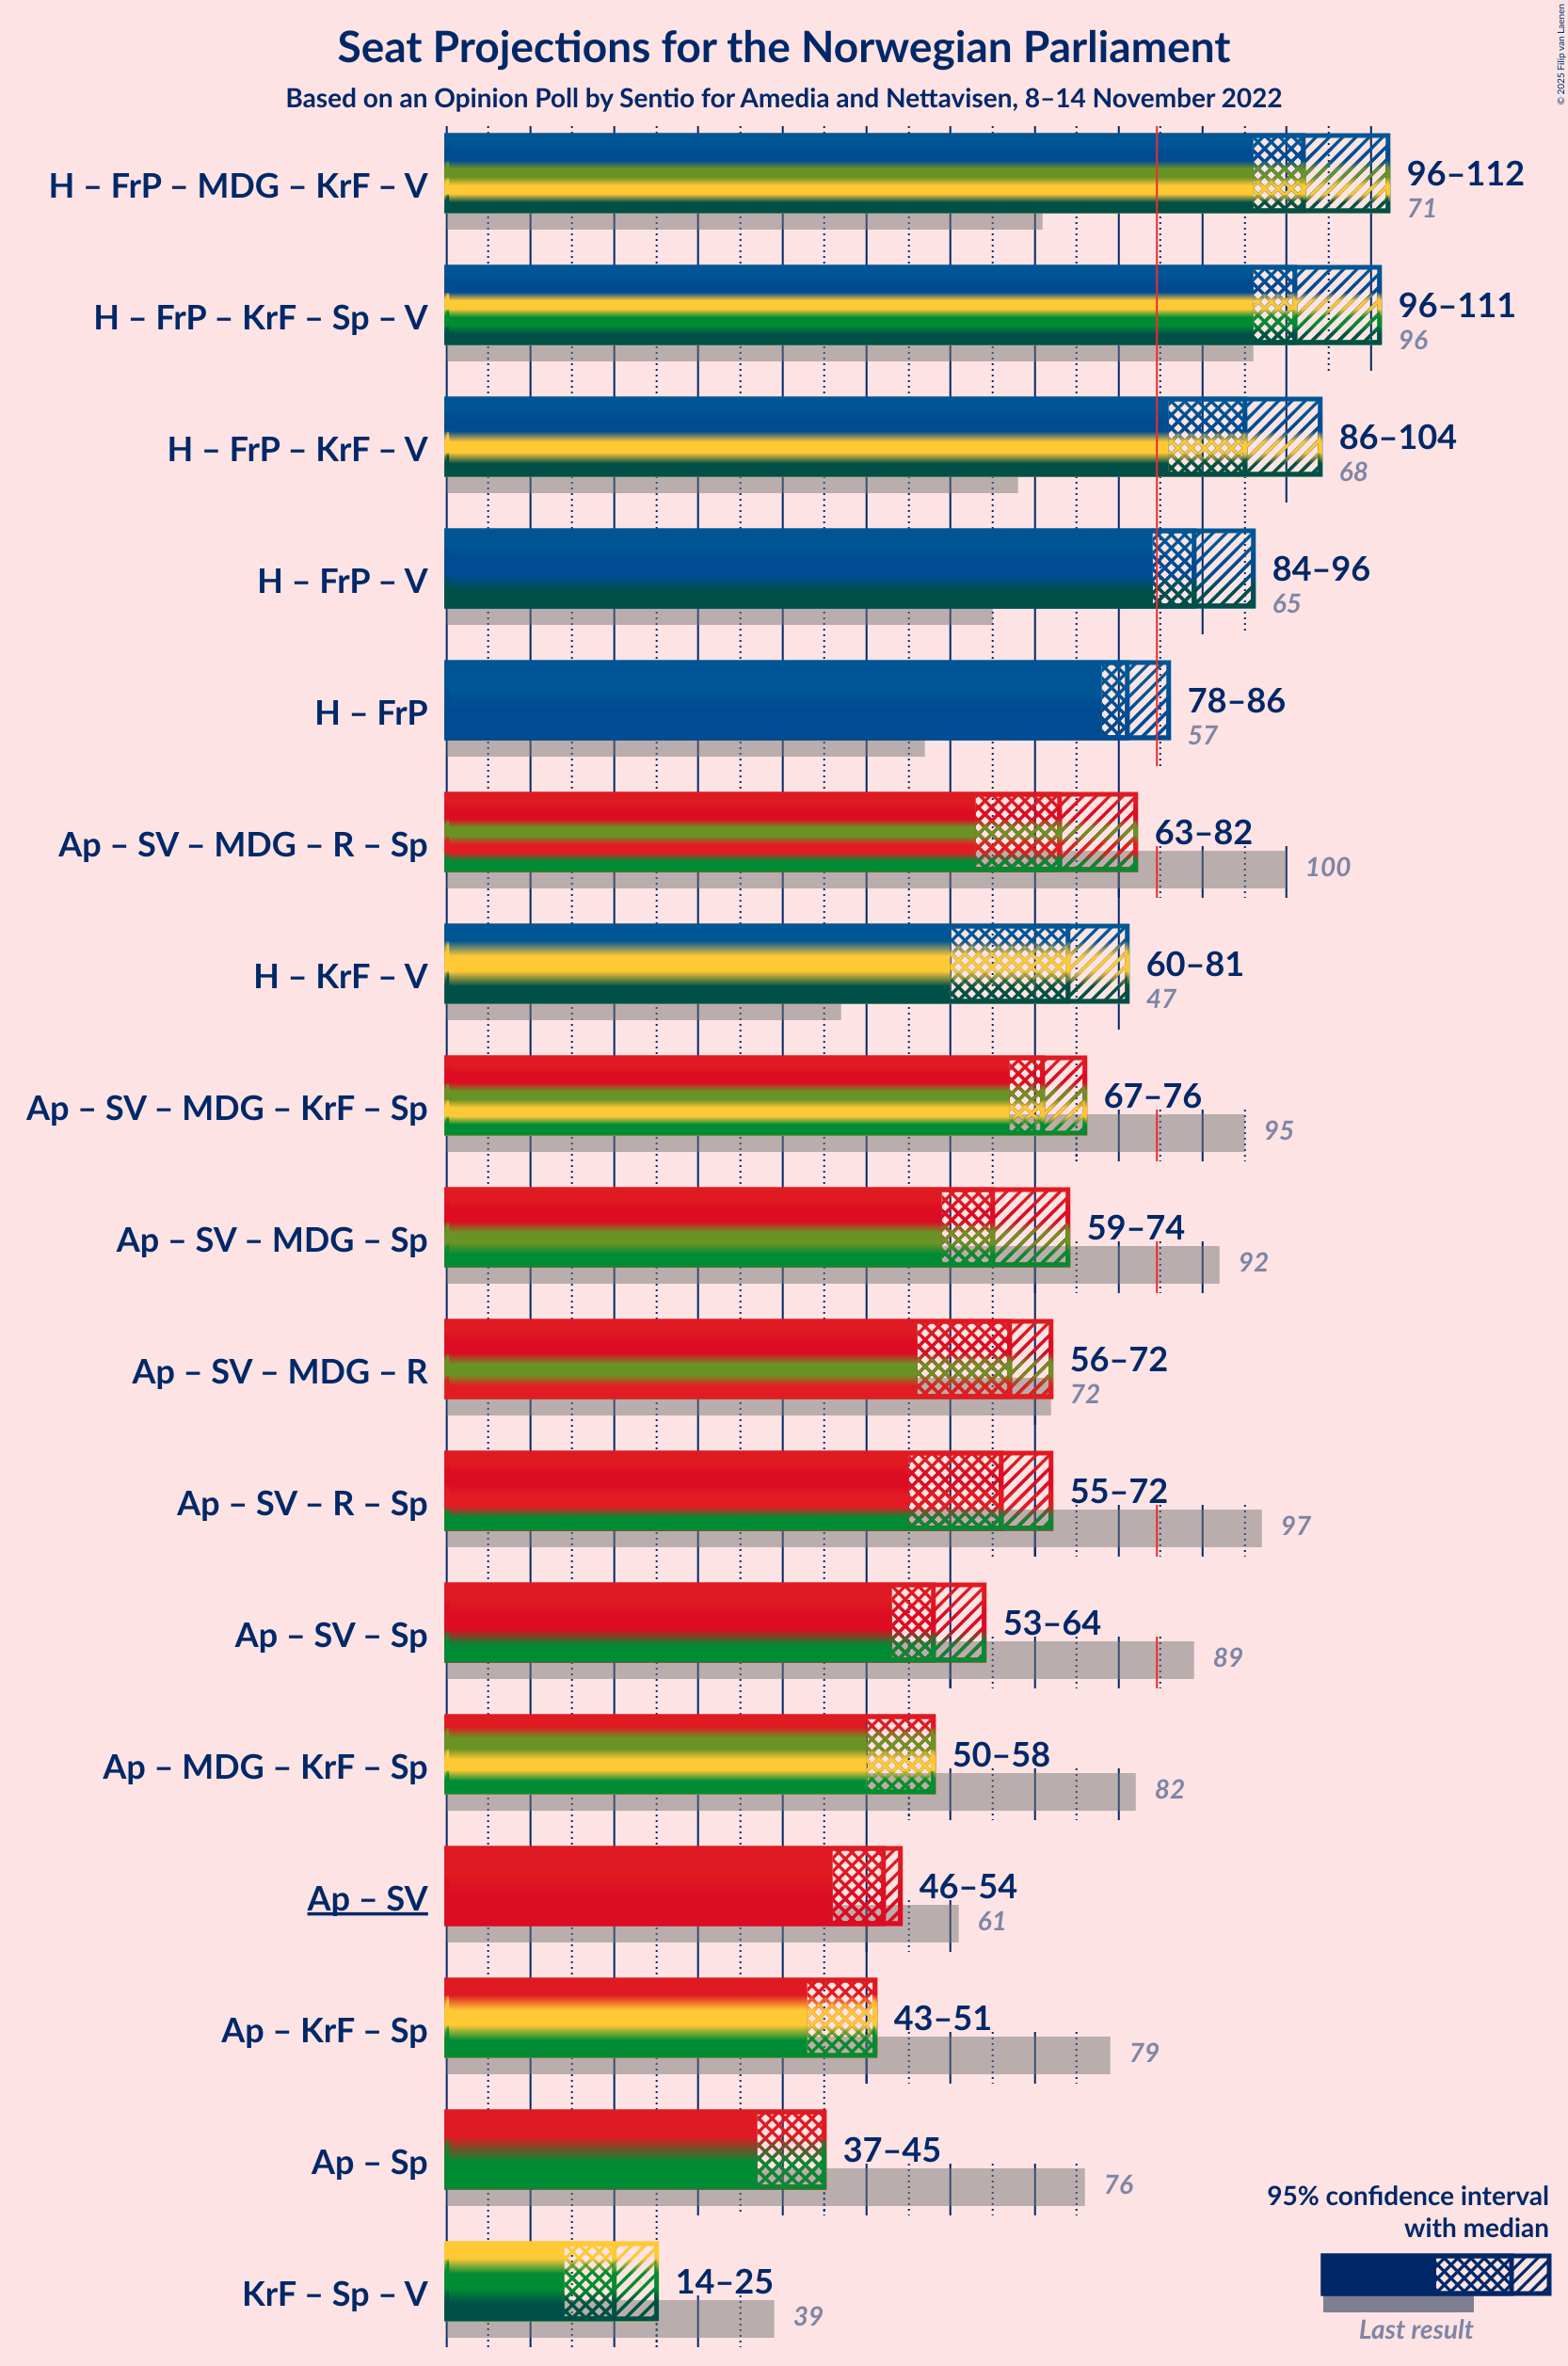 Seat Projections for the Norwegian Parliament
Based on an Opinion Poll by Sentio for Amedia and Nettavisen, 8–14 November 2022
© 2025 Filip van Laenen
H – FrP – MDG – KrF – V
96–112
71
H – FrP – KrF – Sp – V
96–111
96
H – FrP – KrF – V
86–104
68
H – FrP – V
84–96
65
H – FrP
78–86
57
Ap – SV – MDG – R – Sp
63–82
100
H – KrF – V
60–81
47
Ap – SV – MDG – KrF – Sp
67–76
95
Ap – SV – MDG – Sp
59–74
92
Ap – SV – MDG – R
56–72
72
Ap – SV – R – Sp
55–72
97
Ap – SV – Sp
53–64
89
Ap – MDG – KrF – Sp
50–58
82
Ap – SV
46–54
61
Ap – KrF – Sp
43–51
79
Ap – Sp
37–45
76
KrF – Sp – V
14–25
39
95% confidence interval
with median
Last result